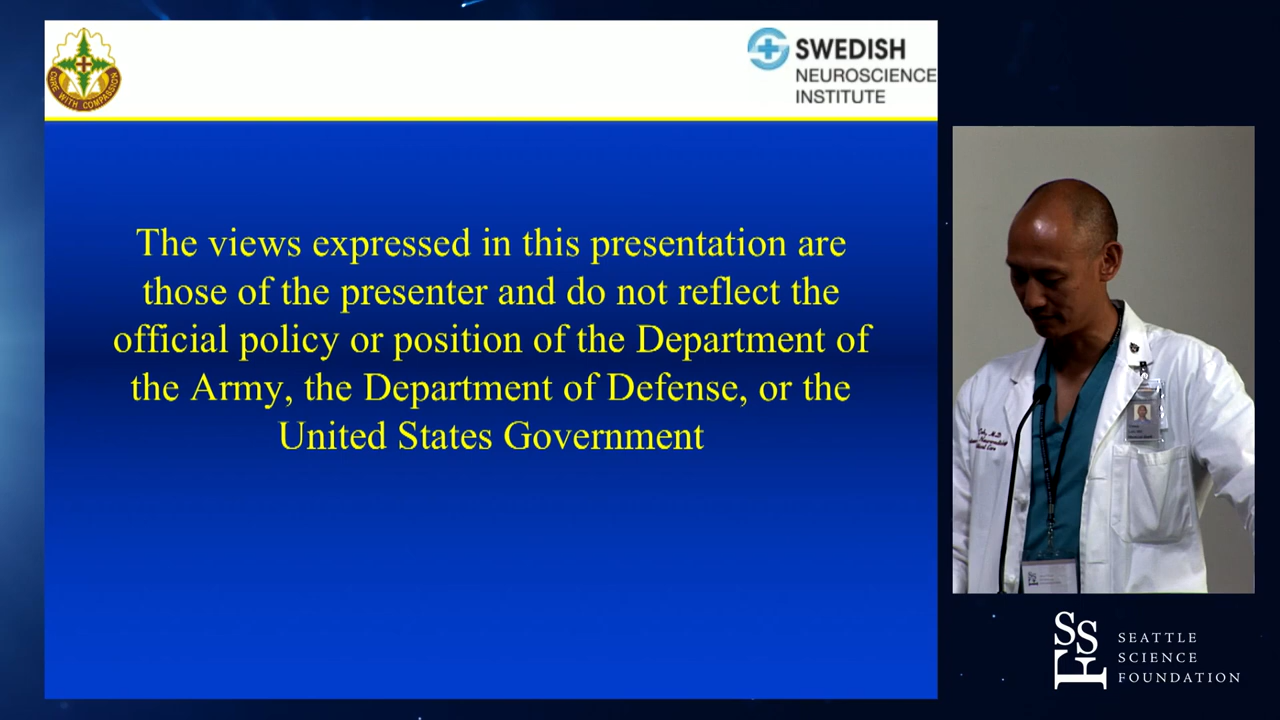 CARE WITH COMPASSION
SWEDISH
NEUROSCIENCE
INSTITUTE
The views expressed in this presentation are
those of the presenter and do not reflect the
official policy or position of the Department of
the Army, the Department of Defense, or the
United States Government
M.D.
SSF
SEATTLE
SCIENCE
FOUNDATION